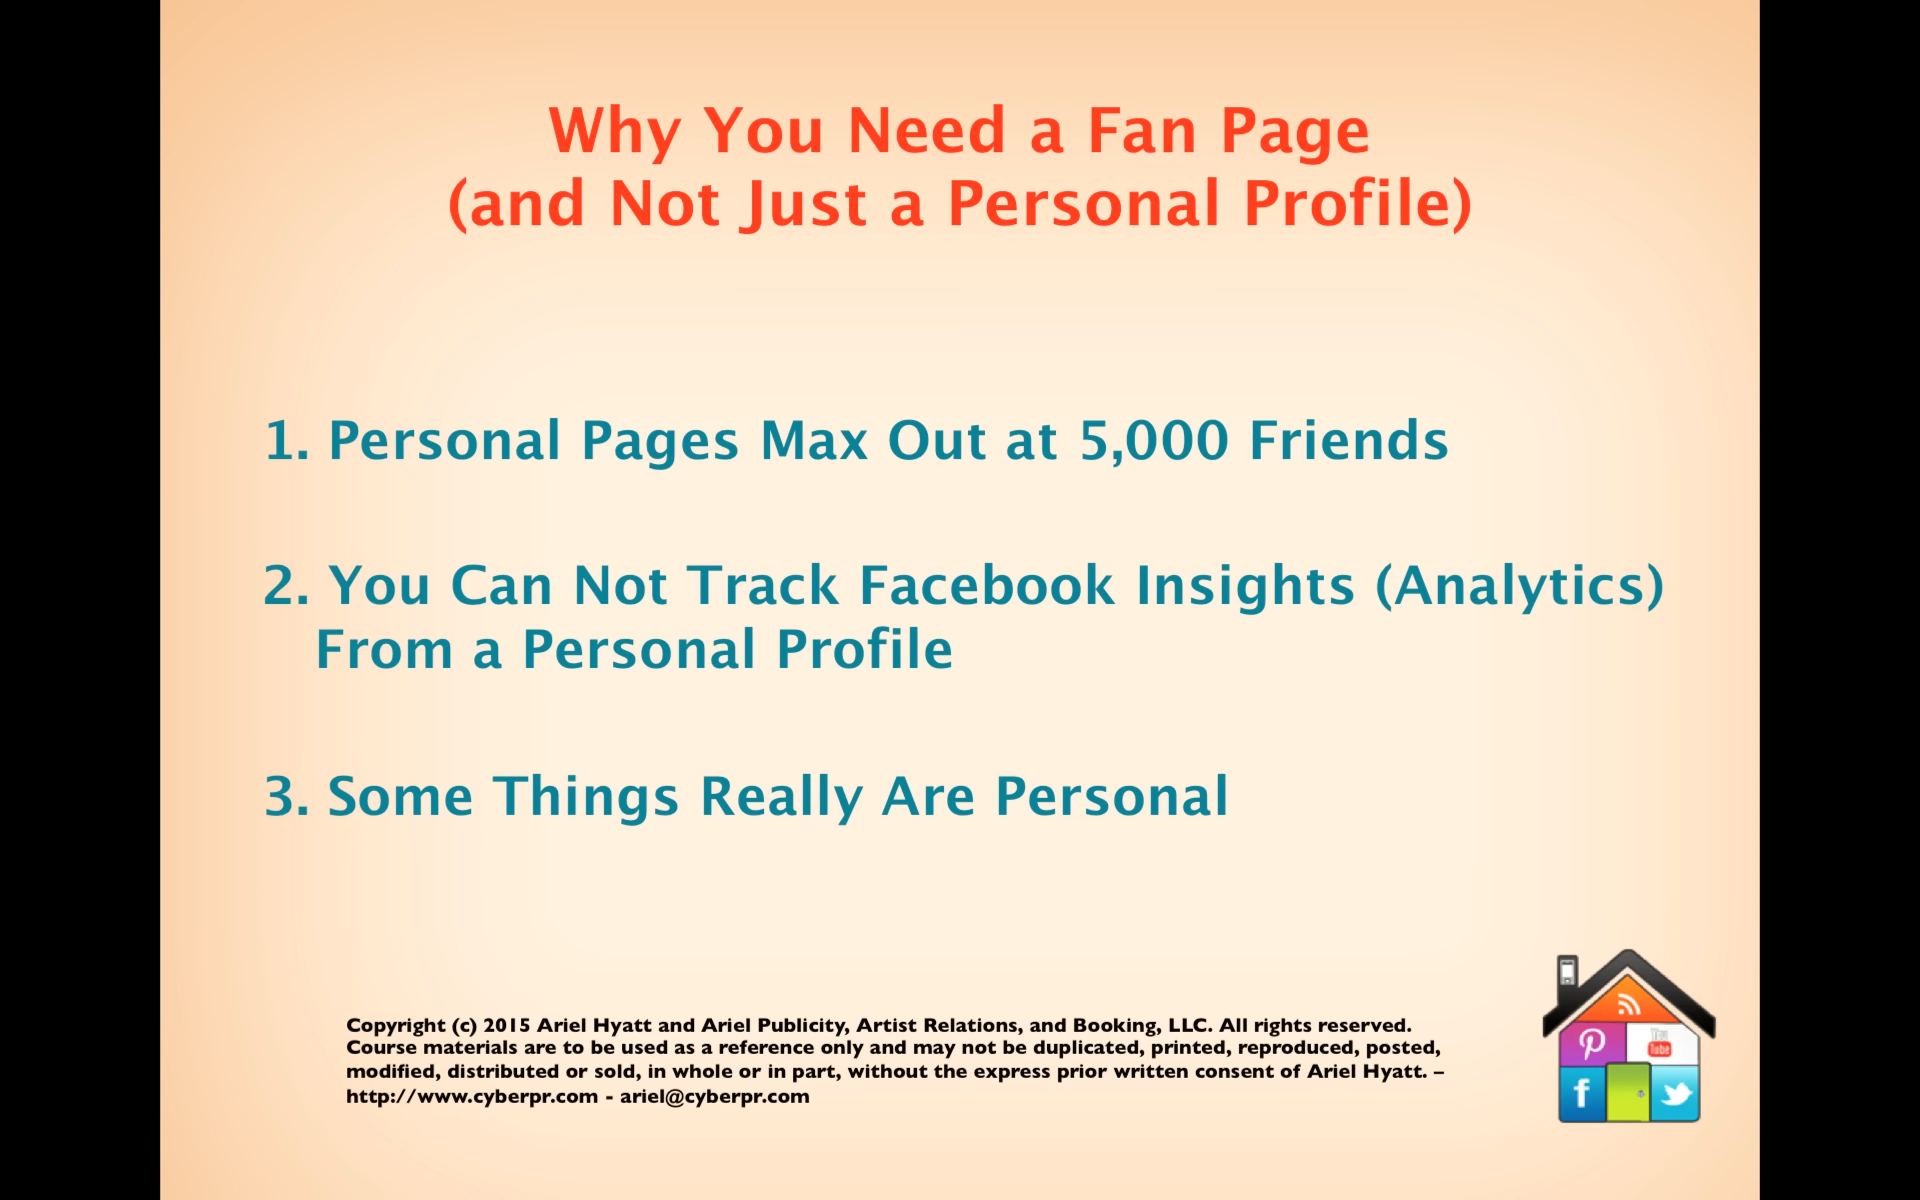 Why You Need a Fan Page
(and Not Just a Personal Profile)
1. Personal Pages Max Out at 5,000 Friends
2. You Can Not Track Facebook Insights (Analytics)
From a Personal Profile
3. Some Things Really Are Personal
Copyright (c) 2015 Ariel Hyatt and Ariel Publicity, Artist Relations, and Booking, LLC. All rights reserved.
Course materials are to be used as a reference only and may not be duplicated, printed, reproduced, posted,
modified, distributed or sold, in whole or in part, without the express prior written consent of Ariel Hyatt. –
http://www.cyberpr.com - ariel@cyberpr.com
You
Tube